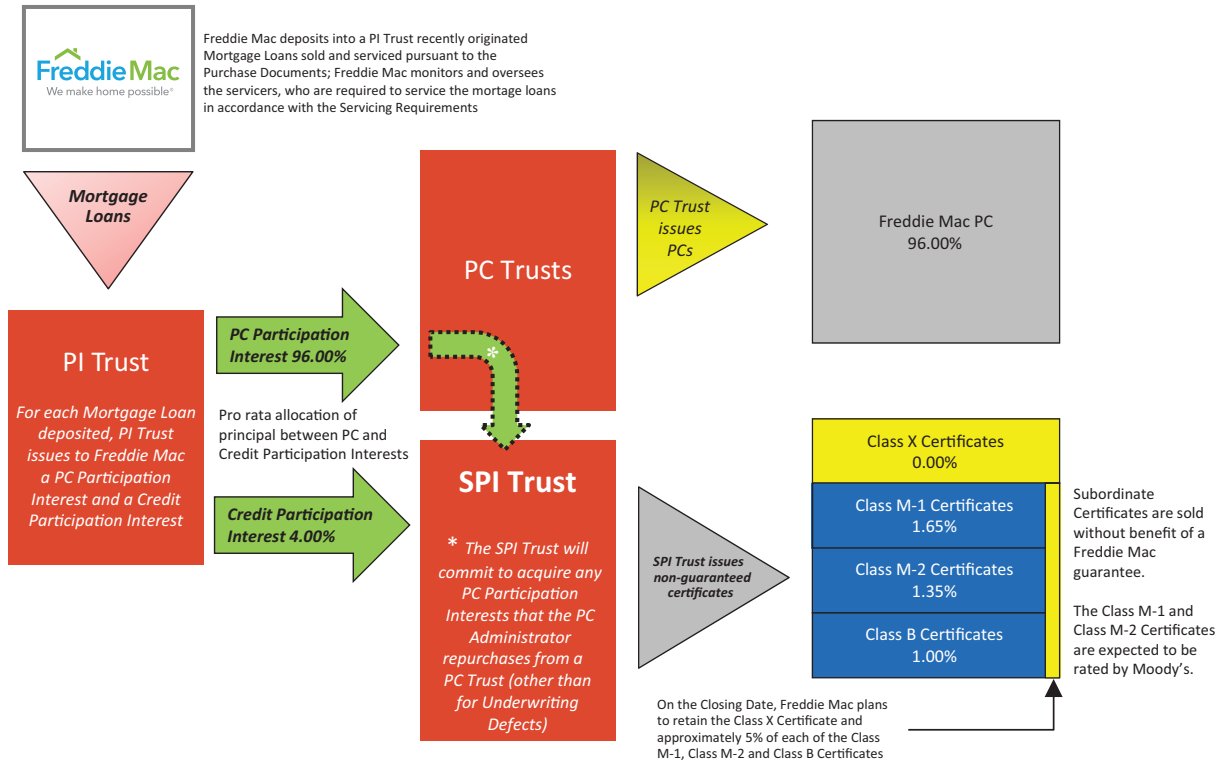 FreddieMac
We make home possible®
Freddie Mac deposits into a PI Trust recently originated
Mortgage Loans sold and serviced pursuant to the
Purchase Documents; Freddie Mac monitors and oversees
the servicers, who are required to service the mortage loans
in accordance with the Servicing Requirements
Mortgage
Loans
PI Trust
For each Mortgage Loan
deposited, PI Trust
issues to Freddie Mac
a PC Participation
Interest and a Credit
Participation Interest
PC Participation
Interest 96.00%
Pro rata allocation of
principal between PC and
Credit Participation Interests
Credit Participation
Interest 4.00%
PC Trusts
*
SPI Trust
* The SPI Trust will
commit to acquire any
PC Participation
Interests that the PC
Administrator
repurchases from a
PC Trust (other than
for Underwriting
Defects)
PC Trust
issues
PCs
Freddie Mac PC
96.00%
SPI Trust issues
non-guaranteed
certificates
Class X Certificates
0.00%
Class M-1 Certificates
1.65%
Class M-2 Certificates
1.35%
Class B Certificates
1.00%
Subordinate
Certificates are sold
without benefit of a
Freddie Mac
guarantee.
The Class M-1 and
Class M-2 Certificates
are expected to be
rated by Moody's.
On the Closing Date, Freddie Mac plans
to retain the Class X Certificate and
approximately 5% of each of the Class
M-1, Class M-2 and Class B Certificates